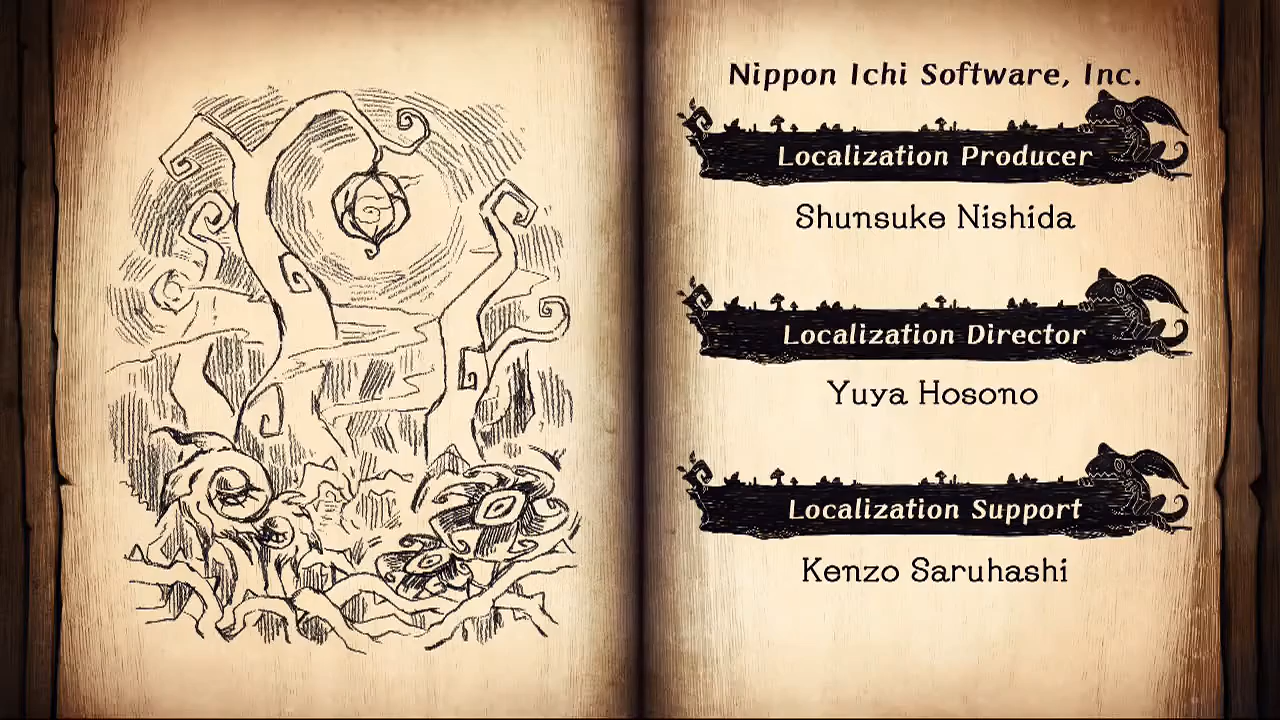 Nippon Ichi Software, Inc.
Localization Producer
Shunsuke Nishida
Localization Director
Yuya Hosono
Localization Support
Kenzo Saruhashi